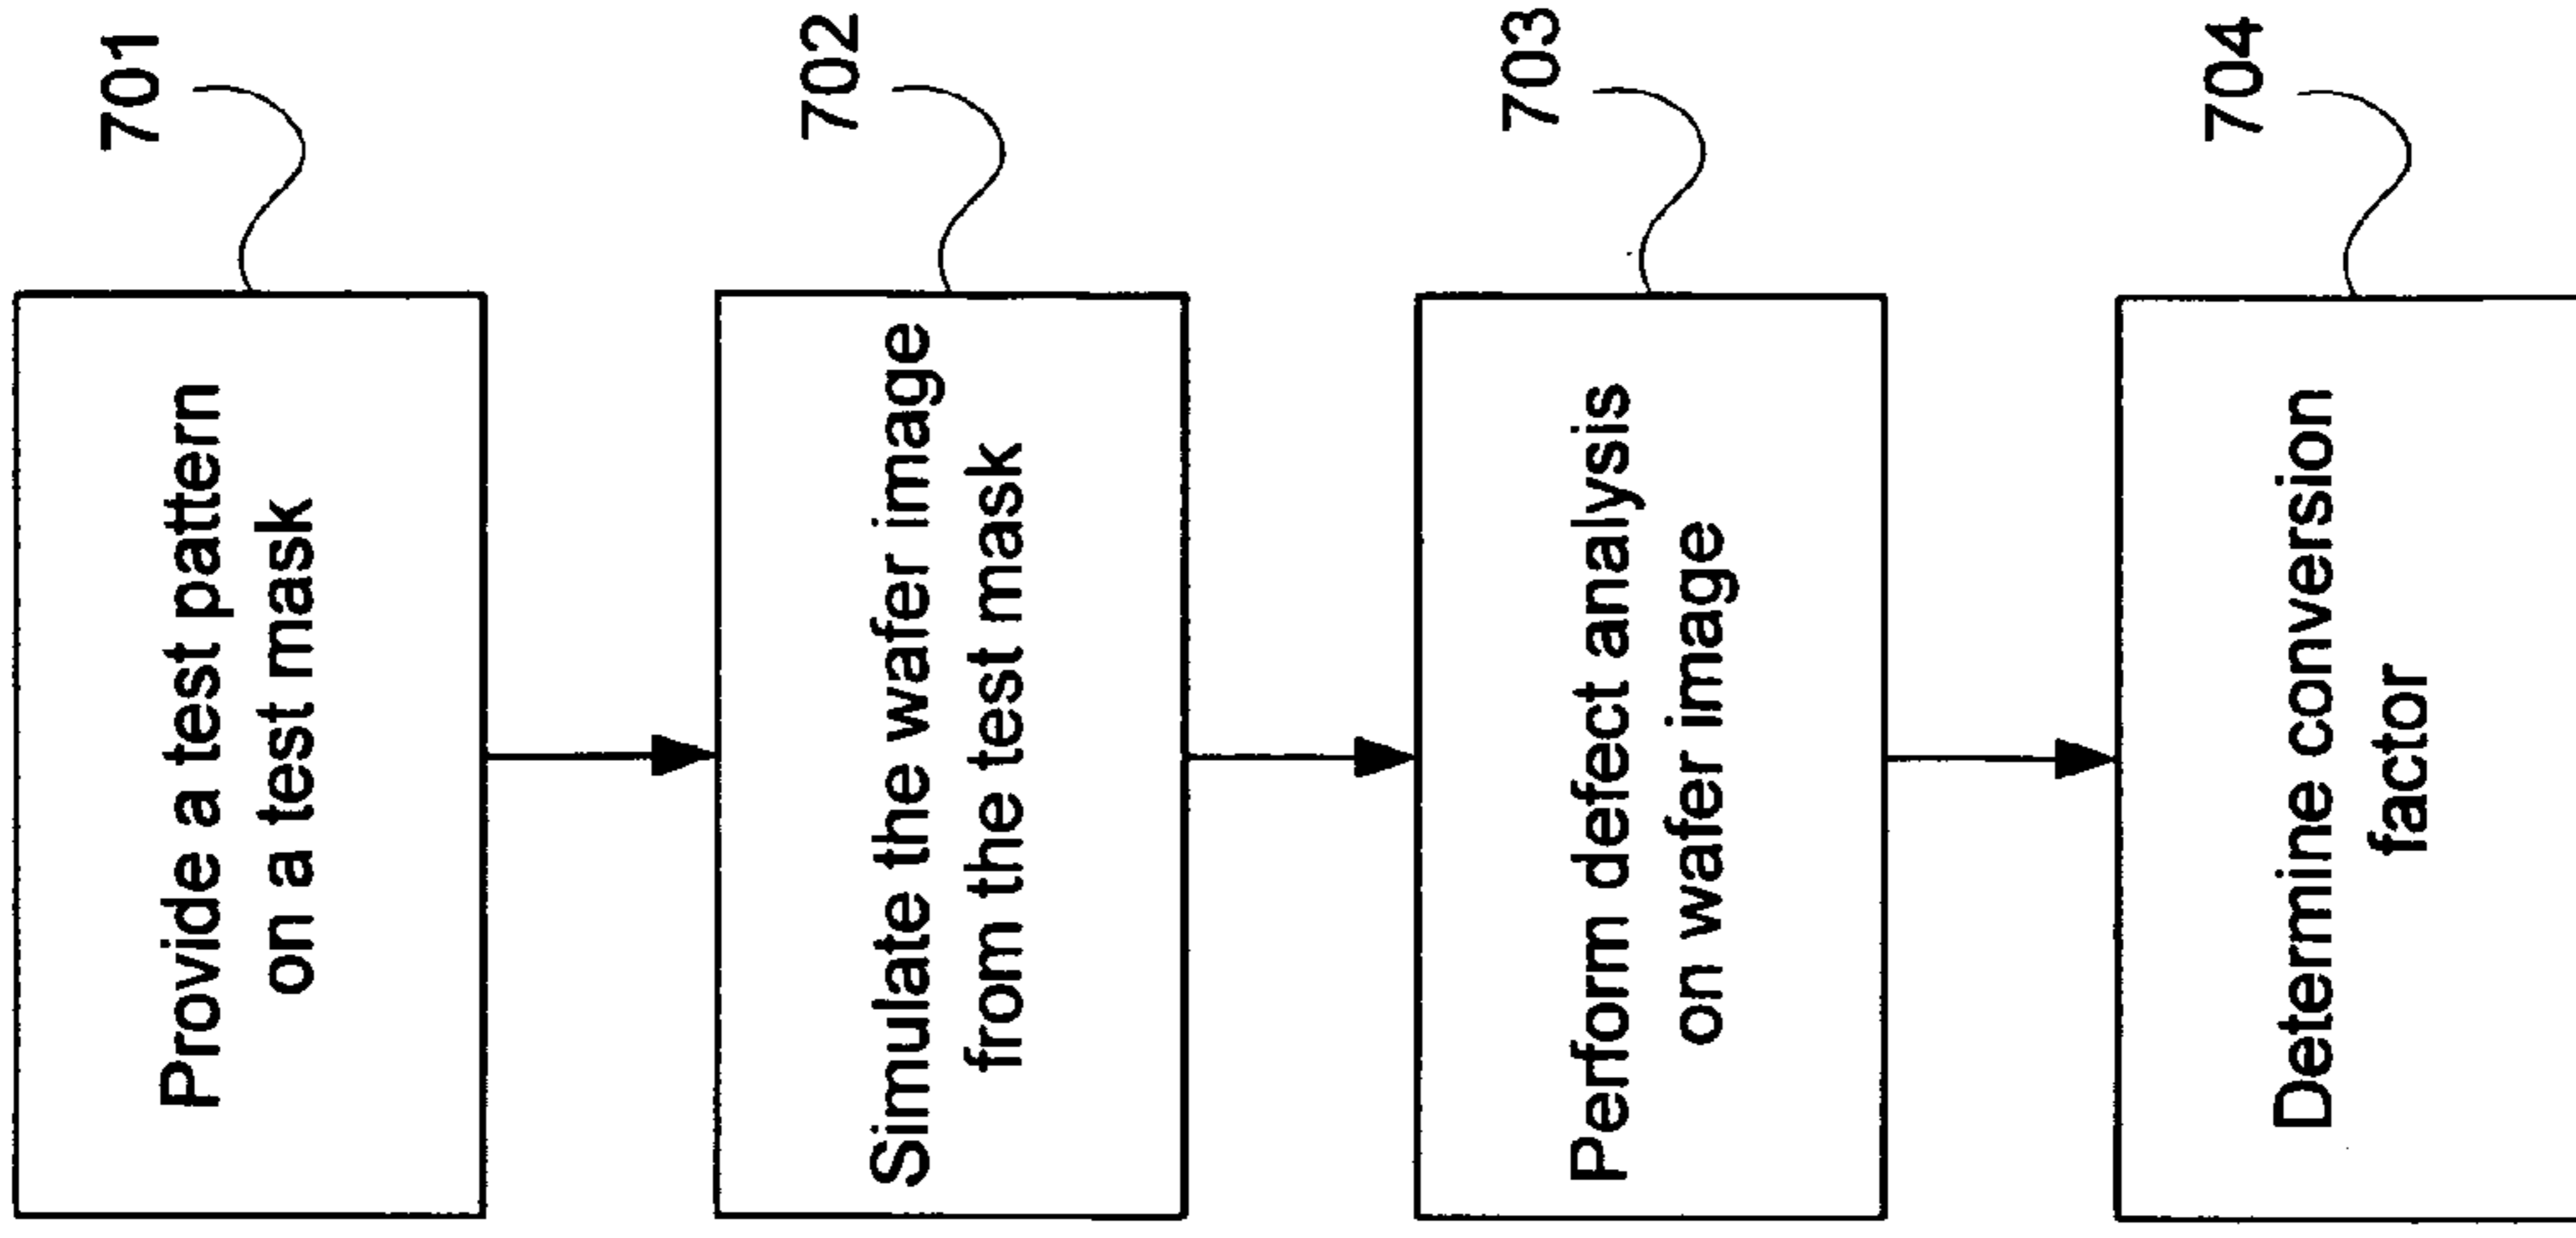 701
Provide a test pattern
on a test mask
702
Simulate the wafer image
from the test mask
703
Perform defect analysis
on wafer image
704
Determine conversion
factor